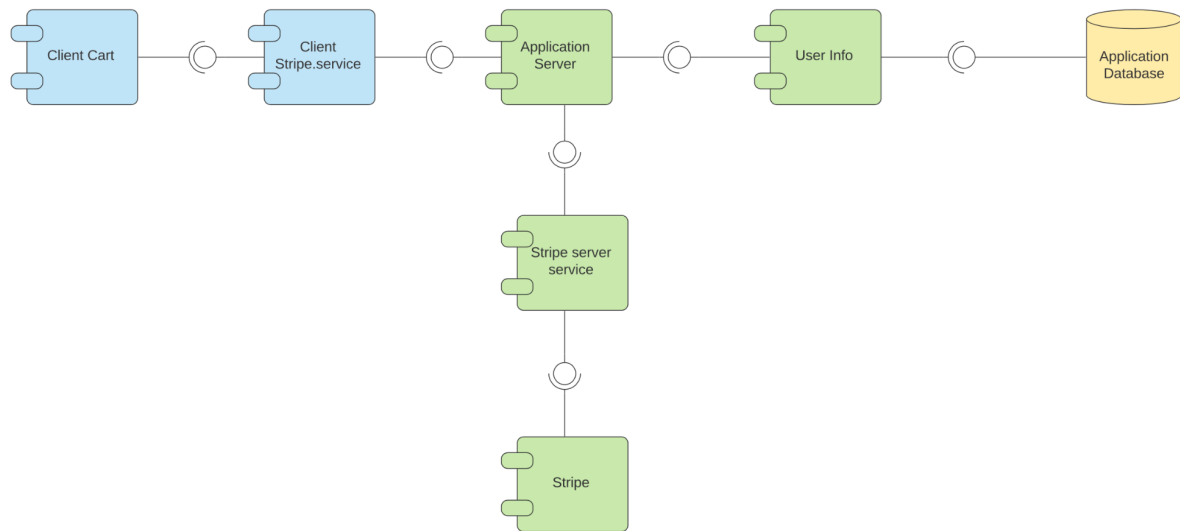 Client Cart
Client
Stripe.service
Application
Server
User Info
Application
Database
Stripe server
service
Stripe